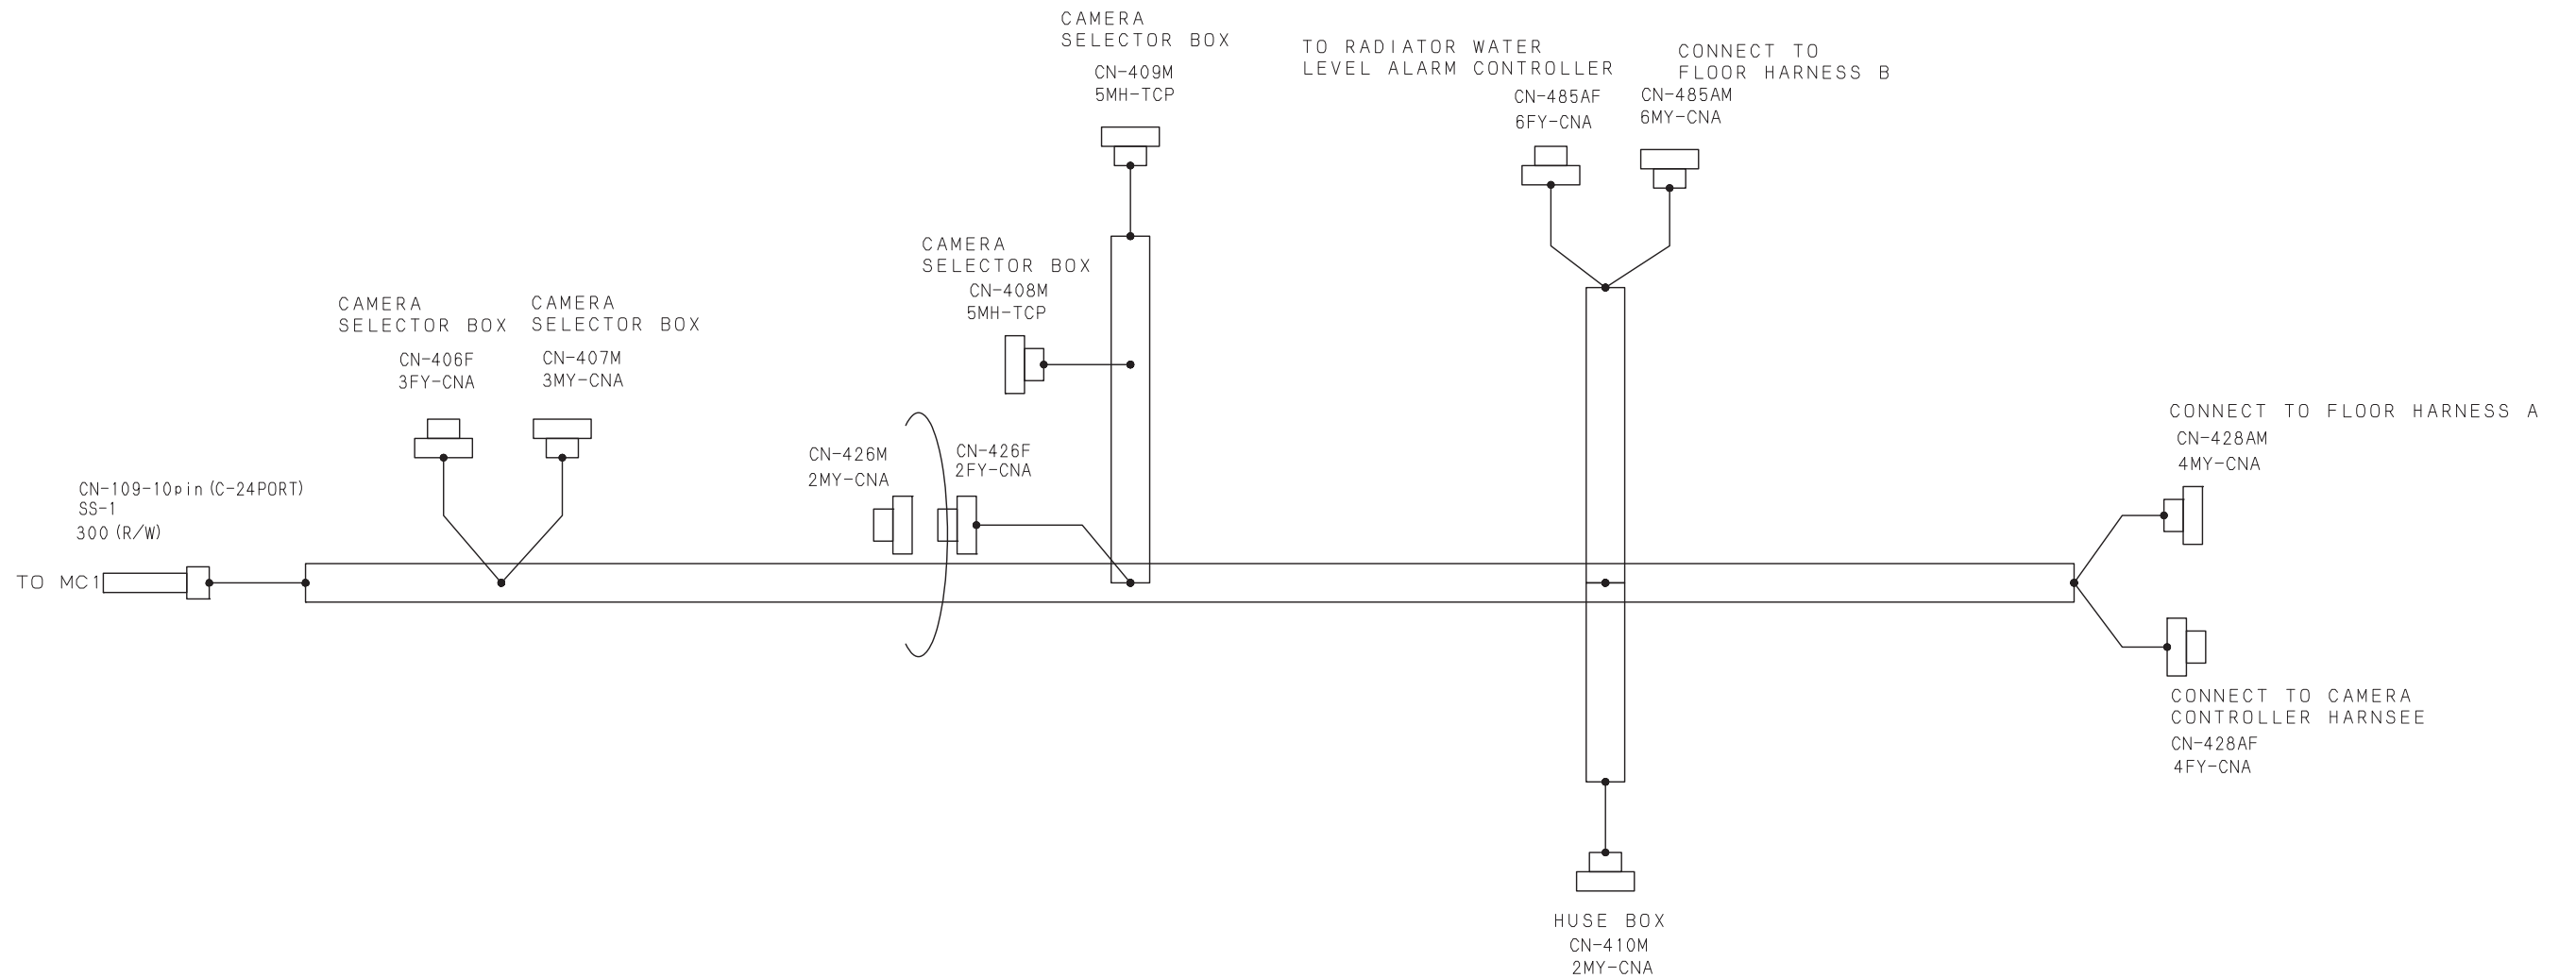 CAMERA
SELECTOR BOX
CN-409M
5MH-TCP
TO RADIATOR WATER
LEVEL ALARM CONTROLLER
CN-485AF
6FY-CNA
CONNECT TO
FLOOR HARNESS B
CN-485AM
6MY-CNA
CAMERA
SELECTOR BOX
CN-408M
5MH-TCP
CAMERA
SELECTOR BOX
CN-406F
3FY-CNA
CAMERA
SELECTOR BOX
CN-407M
3MY-CNA
CN-426M
2MY-CNA
CN-426F
2FY-CNA
CONNECT TO FLOOR HARNESS A
CN-428AM
4MY-CNA
CN-109-10pin(C-24PORT)
SS-1
300(R/W)
TO MC1
CONNECT TO CAMERA
CONTROLLER HARNSEE
CN-428AF
4FY-CNA
HUSE BOX
CN-410M
2MY-CNA